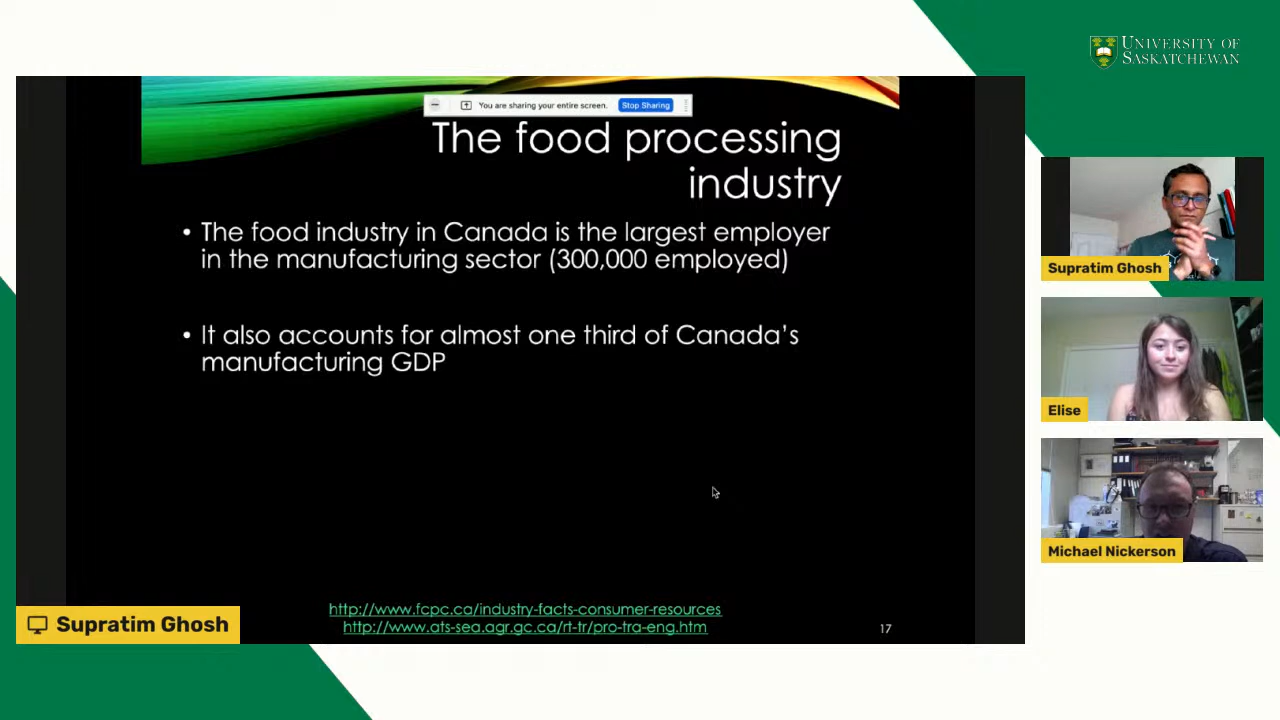 UNIVERSITY OF
SASKATCHEWAN
You are sharing your entire screen. Stop Sharing
The food processing
industry
• The food industry in Canada is the largest employer
in the manufacturing sector (300,000 employed)
• It also accounts for almost one third of Canada's
manufacturing GDP
http://www.fcpc.ca/industry-facts-consumer-resources
http://www.ats-sea.agr.gc.ca/rt-tr/pro-tra-eng.htm
17
Supratim Ghosh
Supratim Ghosh
Elise
Michael Nickerson